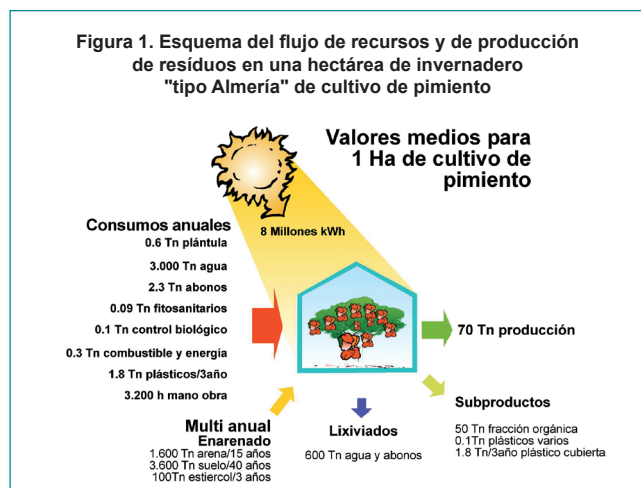 Figura 1. Esquema del flujo de recursos y de producción
de resíduos en una hectárea de invernadero
"tipo Almería" de cultivo de pimiento
Valores medios para
1 Ha de cultivo de
pimiento
8 Millones kWh
Consumos anuales
0.6 Tn plántula
3.000 Tn agua
2.3 Tn abonos
0.09 Tn fitosanitarios
0.1 Tn control biológico
0.3 Tn combustible y energía
1.8 Tn plásticos/3año
3.200 h mano obra
Multi anual
Enarenado
1.600 Tn arena/15 años
3.600 Tn suelo/40 años
100Tn estiercol/3 años
Lixiviados
600 Tn agua y abonos
70 Tn producción
Subproductos
50 Tn fracción orgánica
0.1Tn plásticos varios
1.8 Tn/3año plástico cubierta